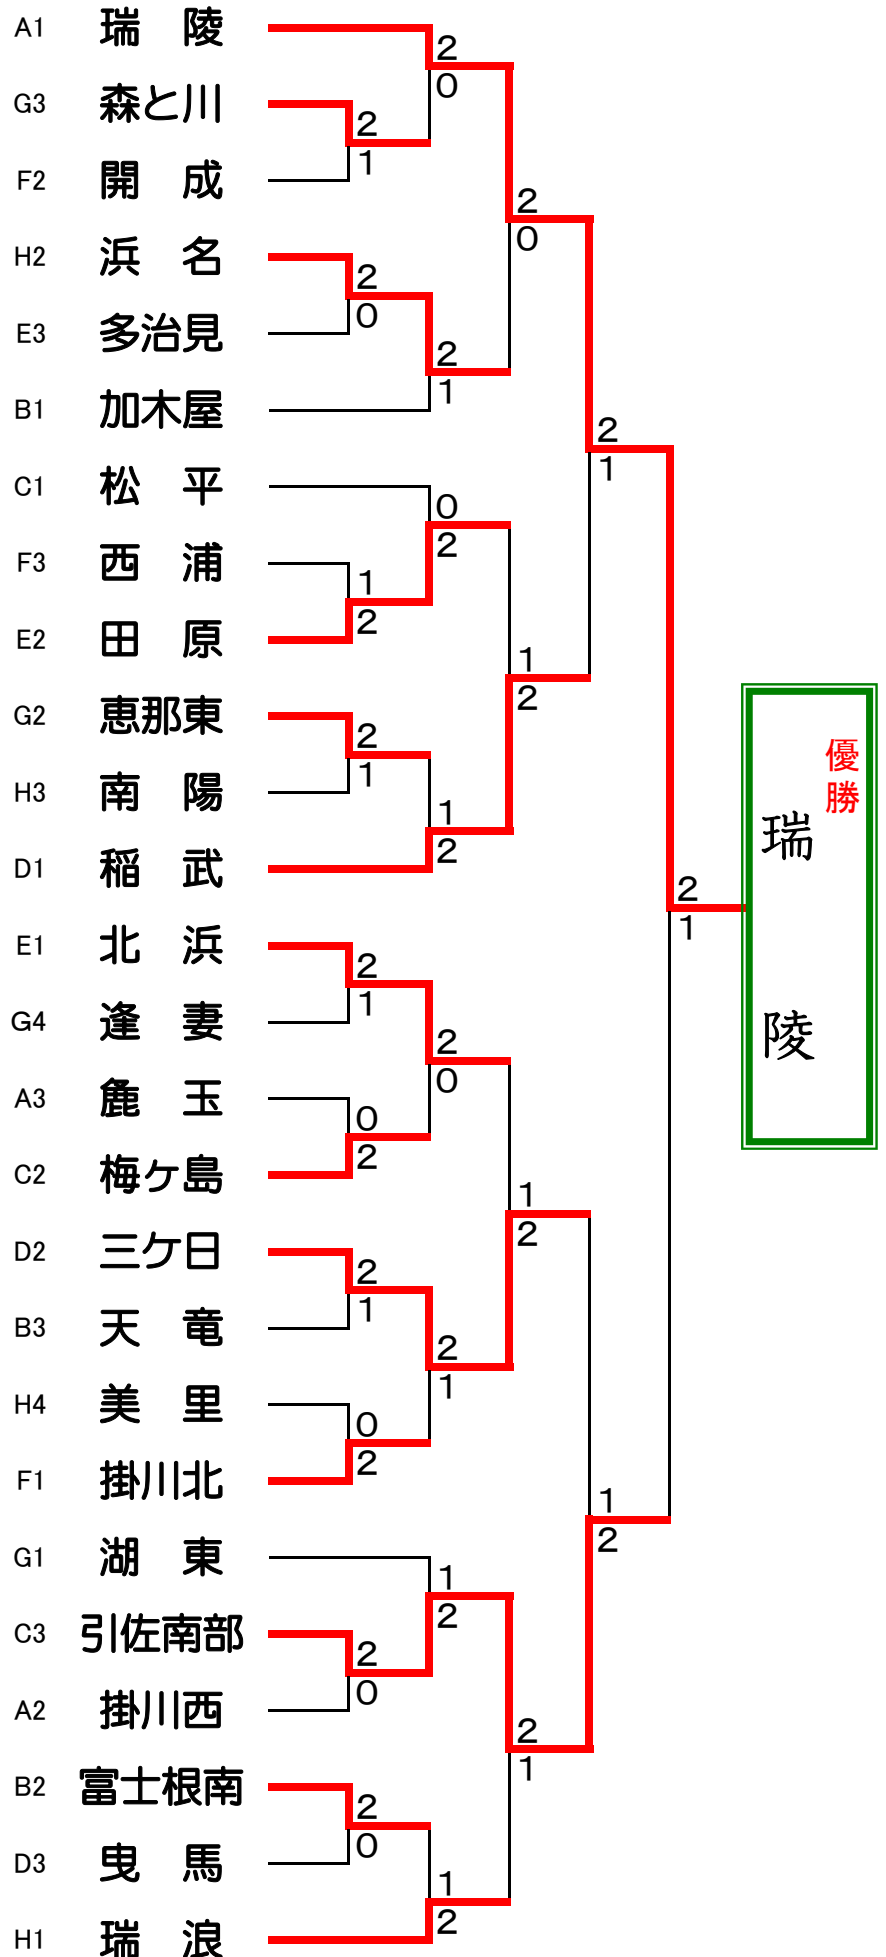 A1 瑞　陵
2
0
G3 森と川
2
1
F2 開　成
2
0
H2 浜　名
2
0
E3 多治見
2
1
B1 加木屋
2
1
C1 松　平
0
2
F3 西　浦
1
2
E2 田　原
1
2
G2 恵那東
2
1
H3 南　陽
1
2
D1 稲　武
2
1
優勝
瑞　陵
E1 北　浜
2
1
G4 逢　妻
2
0
A3 麁　玉
0
2
C2 梅ヶ島
1
2
D2 三ケ日
2
1
B3 天　竜
2
1
H4 美　里
0
2
F1 掛川北
1
2
G1 湖　東
1
2
C3 引佐南部
2
0
A2 掛川西
2
1
B2 富士根南
2
0
D3 曳　馬
1
2
H1 瑞　浪